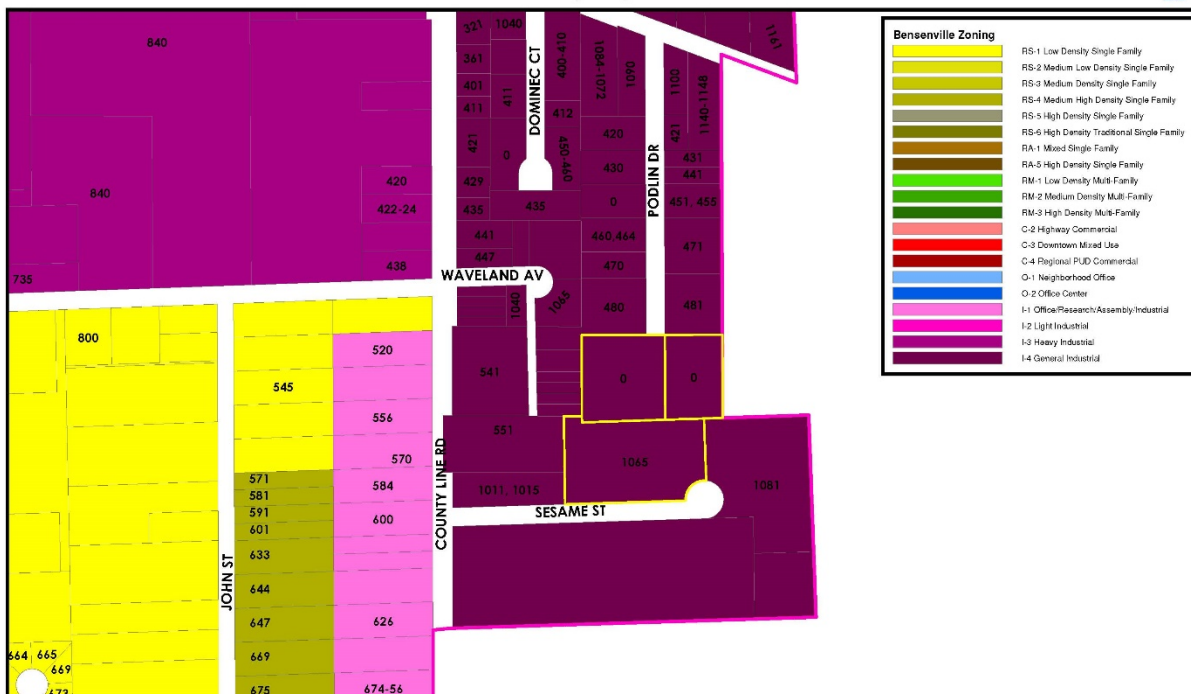 840
321
1040
361
401
411
411
421
0
429
435
DOMINEC CT
400-410
412
450-460
435
1084-1072
1090
420
430
0
460,464
470
480
PODLIN DR
1100
421
1140-1148
431
441
451, 455
471
481
1161
840
420
422-24
438
735
441
447
WAVELAND AV
1040
1065
800
545
520
541
0
0
556
570
551
1065
1081
571
581
591
601
633
644
647
669
675
584
600
626
674-56
1011, 1015
SESAME ST
COUNTY LINE RD
JOHN ST
664
665
669
673
Bensenville Zoning
RS-1 Low Density Single Family
RS-2 Medium Low Density Single Family
RS-3 Medium Density Single Family
RS-4 Medium High Density Single Family
RS-5 High Density Single Family
RS-6 High Density Traditional Single Family
RA-1 Mixed Single Family
RA-5 High Density Single Family
RM-1 Low Density Multi-Family
RM-2 Medium Density Multi-Family
RM-3 High Density Multi-Family
C-2 Highway Commercial
C-3 Downtown Mixed Use
C-4 Regional PUD Commercial
O-1 Neighborhood Office
O-2 Office Center
I-1 Office/Research/Assembly/Industrial
I-2 Light Industrial
I-3 Heavy Industrial
I-4 General Industrial